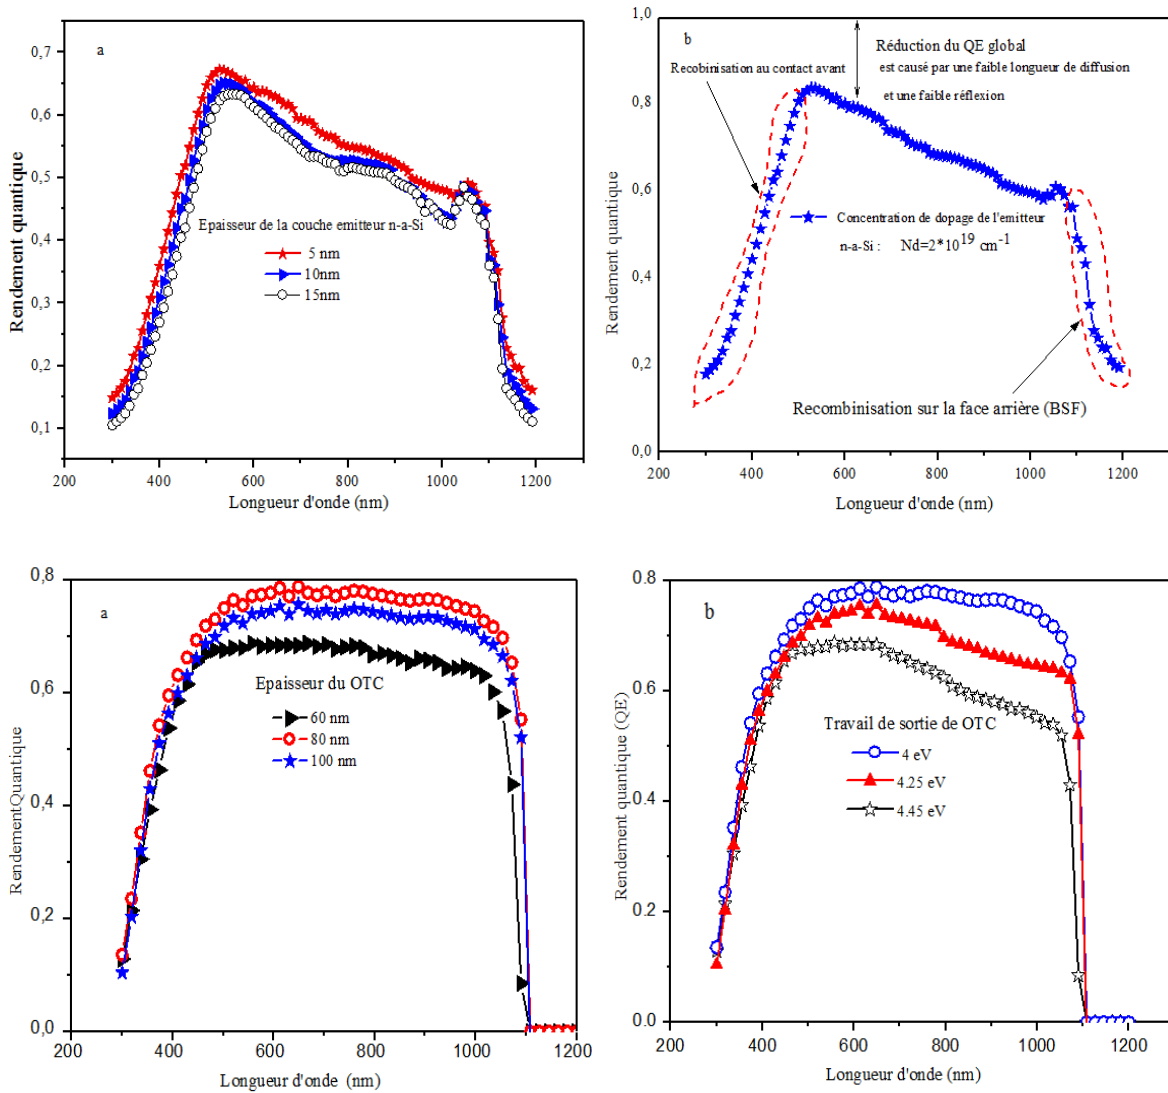 a
0,7
0,6
0,5
0,4
0,3
0,2
0,1
Rendement quantique
Epaisseur de la couche emitteur n-a-Si
5 nm
10nm
15nm
200
400
600
800
1000
1200
Longueur d'onde (nm)
b
1,0
0,8
0,6
0,4
0,2
0,0
Rendement quantique
Réduction du QE global
est causé par une faible longueur de diffusion
et une faible réflexion
Recobinisation au contact avant
Concentration de dopage de l'emitteur
n-a-Si : Nd=2*10^19 cm^-1
Recombinisation sur la face arrière (BSF)
200
400
600
800
1000
1200
Longueur d'onde (nm)
a
0,8
0,6
0,4
0,2
0,0
RendementQuantique
Epaisseur du OTC
60 nm
80 nm
100 nm
200
400
600
800
1000
1200
Longueur d'onde (nm)
b
0.8
0.6
0.4
0.2
0.0
Rendement quantique (QE)
Travail de sortie de OTC
4 eV
4.25 eV
4.45 eV
200
400
600
800
1000
1200
Longueur d'onde (nm)